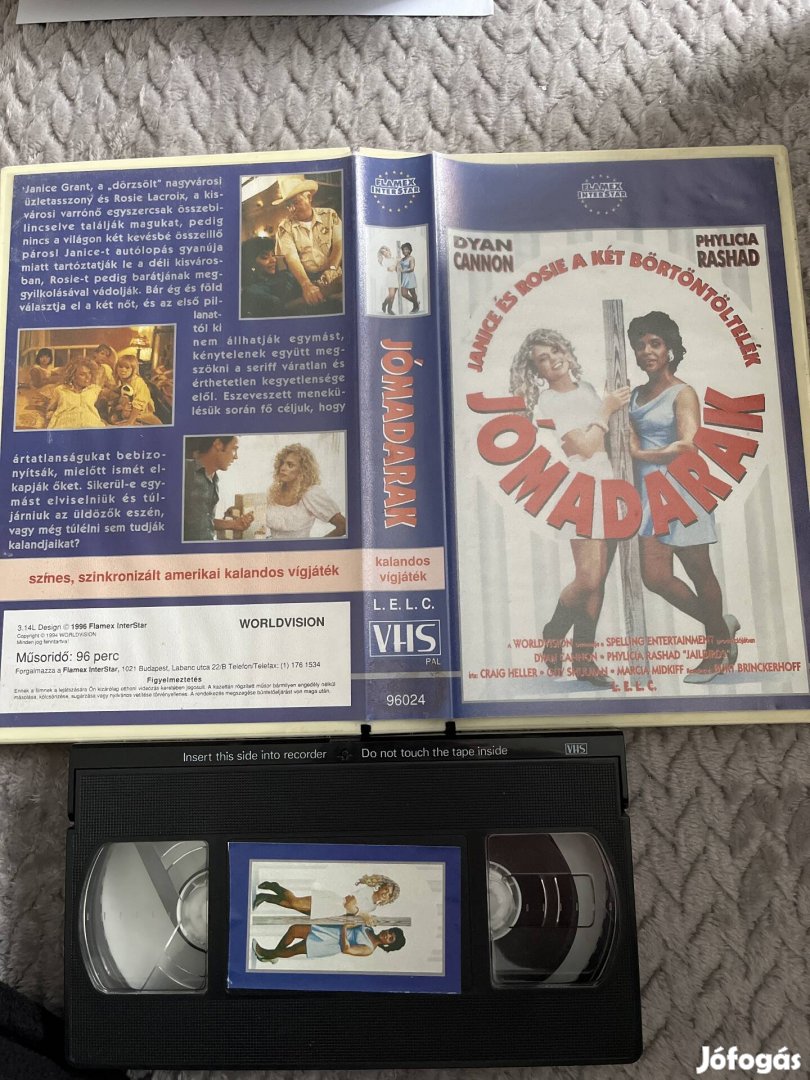 Janice Grant, a „dörzsölt” nagyvárosi
üzletasszony és Rosie Lacroix, a kis-
városi varrónő egyszercsak összebi-
lincselve találják magukat, pedig
nincs a világon két kevésbé összeillő
páros! Janice-t autólopás gyanúja
miatt tartóztatják le a déli kisváros-
ban, Rosie-t pedig barátjának meg-
gyilkolásával vádolják. Bár ég és föld
választja el a két nőt, és az első pil-
lanat-
tól ki
nem állhatják egymást,
kénytelenek együtt meg-
szökni a seriff váratlan és
érthetetlen kegyetlensége
elől. Eszeveszett menekü-
lésük során fő céljuk, hogy
ártatlanságukat bebizo-
nyítsák, mielőtt ismét el-
kapják őket. Sikerül-e egy-
mást elviselniük és túl-
járniuk az üldözők eszén,
vagy még túlélni sem tudják
kalandjaikat?
színes, szinkronizált amerikai kalandos vígjáték
3.14L Design © 1996 Flamex InterStar
WORLDVISION
Copyright © 1994 WORLDVISION
Minden jog fenntartva!
Műsoridő: 96 perc
Forgalmazza a Flamex InterStar, 1021 Budapest, Labanc utca 22/B Telefon/Telefax: (1) 176 1534
Figyelmeztetés
FLAMEX
INTERSTAR
JÓMADARAK
kalandos
vígjáték
L. E. L. C.
VHS
PAL
96024
FLAMEX
INTERSTAR
DYAN
CANNON
PHYLICIA
RASHAD
JANICE ÉS ROSIE A KÉT BÖRTÖNTÖLTELÉK
JÓMADARAK
A WORLDVISION SPELLING ENTERTAINMENT
DYAN CANNON • PHYLICIA RASHAD "JAILBIRDS"
írta: CRAIG HELLER • GUY SHULMAN • MARCIA MIDKIFF BURT BRINCKERHOFF
L. E. L. C.
Insert this side into recorder
Do not touch the tape inside
VHS
Jófogás